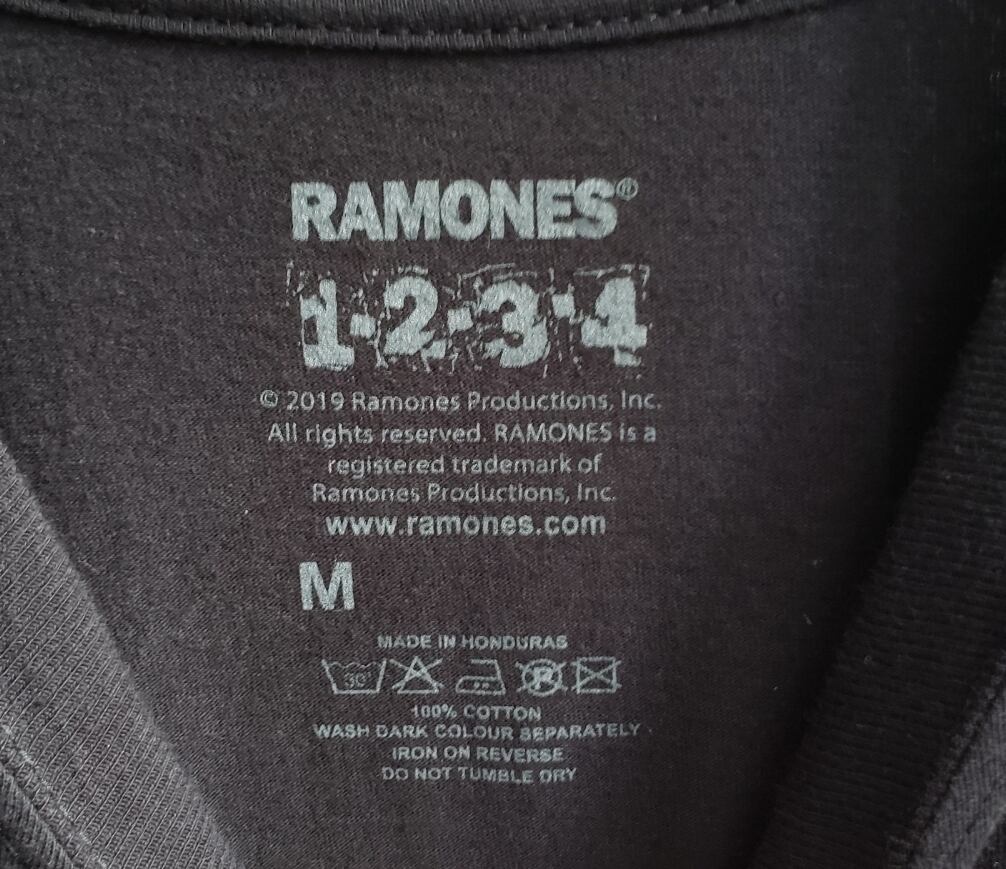 RAMONES®
1·2·3·4
© 2019 Ramones Productions, Inc.
All rights reserved. RAMONES is a
registered trademark of
Ramones Productions, Inc.
www.ramones.com
M
MADE IN HONDURAS
30 P
100% COTTON
WASH DARK COLOUR SEPARATELY
IRON ON REVERSE
DO NOT TUMBLE DRY